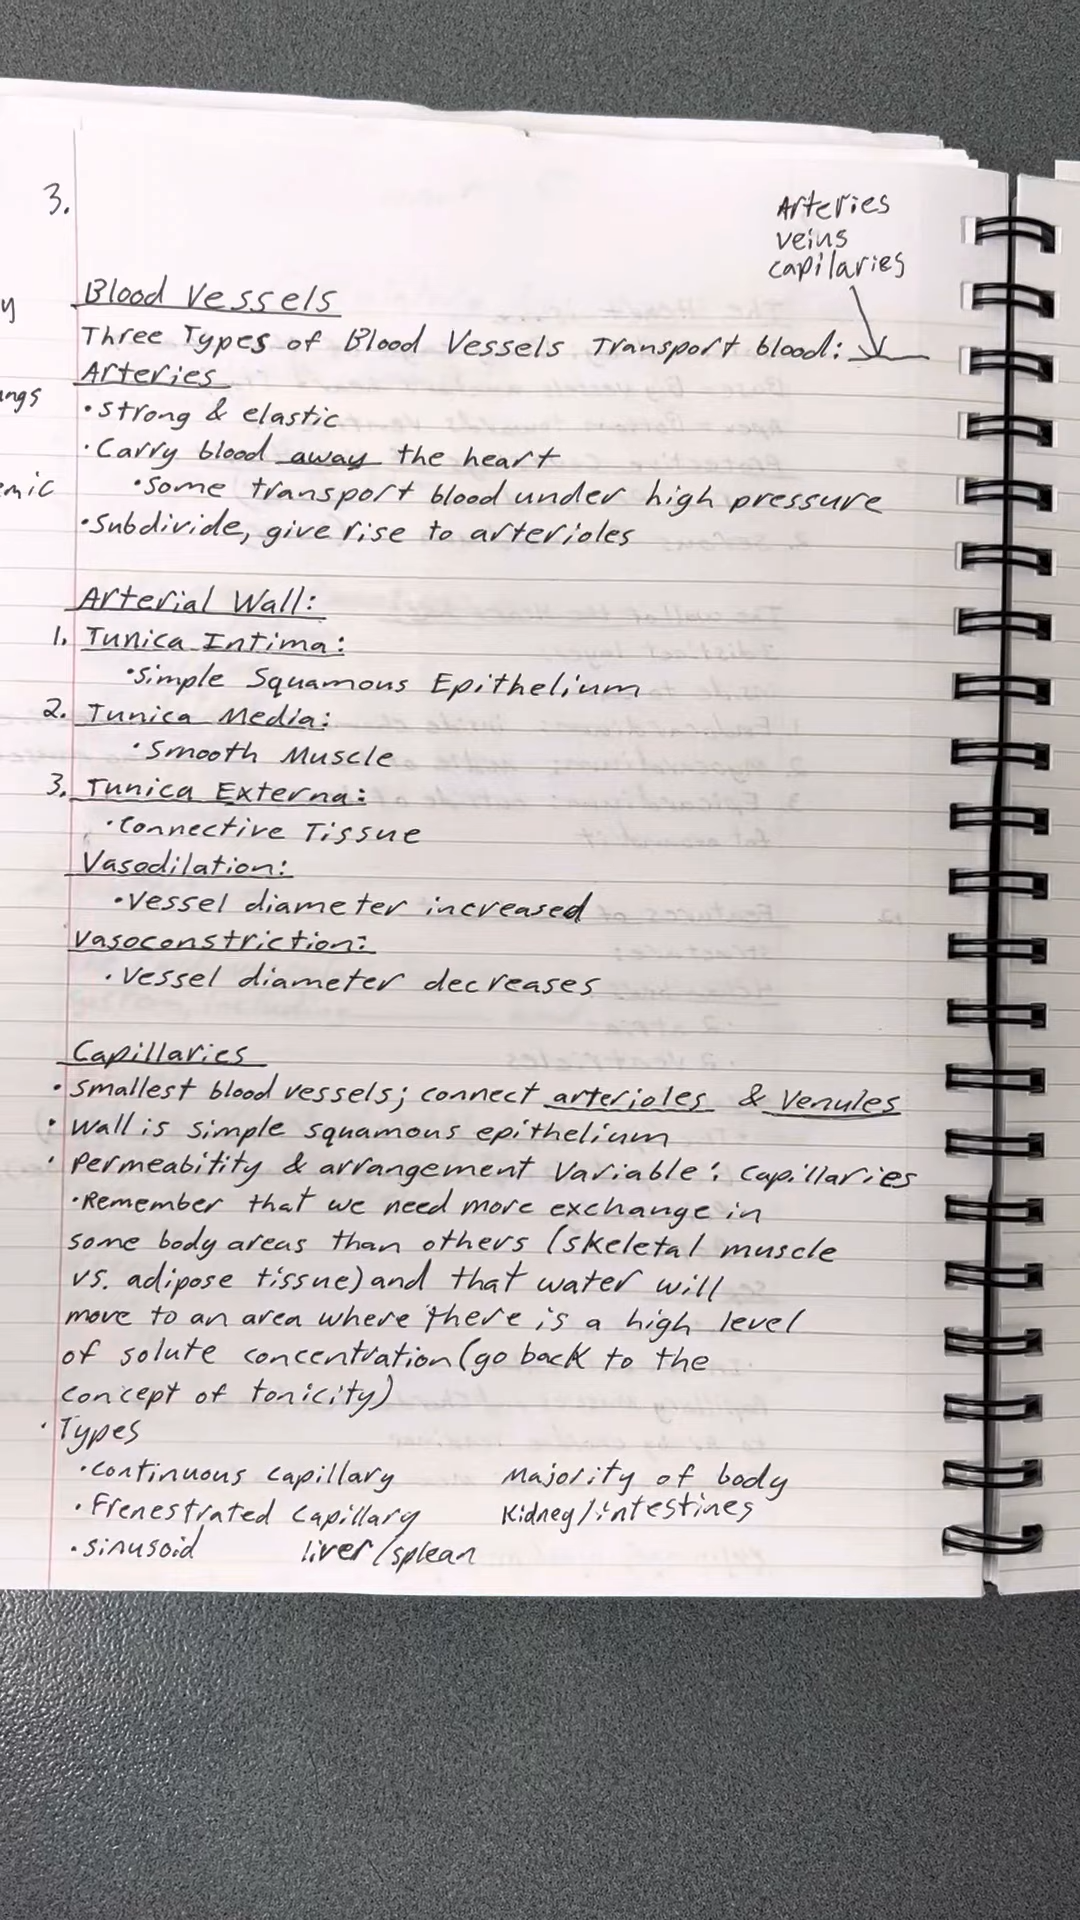 3.
Arteries
veins
capilaries
Blood Vessels
Three Types of Blood Vessels Transport blood:
Arteries
• Strong & elastic
• Carry blood away the heart
• Some transport blood under high pressure
• Subdivide, give rise to arterioles
Arterial Wall:
1. Tunica Intima:
• Simple Squamous Epithelium
2. Tunica Media:
• Smooth Muscle
3. Tunica Externa:
• Connective Tissue
Vasodilation:
• Vessel diameter increased
Vasoconstriction:
• Vessel diameter decreases
Capillaries
• Smallest blood vessels; connect arterioles & Venules
• Wall is simple squamous epithelium
• Permeabitity & arrangement Variable: Capillaries
• Remember that we need more exchange in
some body areas than others (skeletal muscle
vs. adipose tissue) and that water will
move to an area where there is a high level
of solute concentration (go back to the
concept of tonicity)
• Types
• Continuous Capillary Majority of body
• Frenestrated Capillary Kidney/intestines
• sinusoid liver/splean